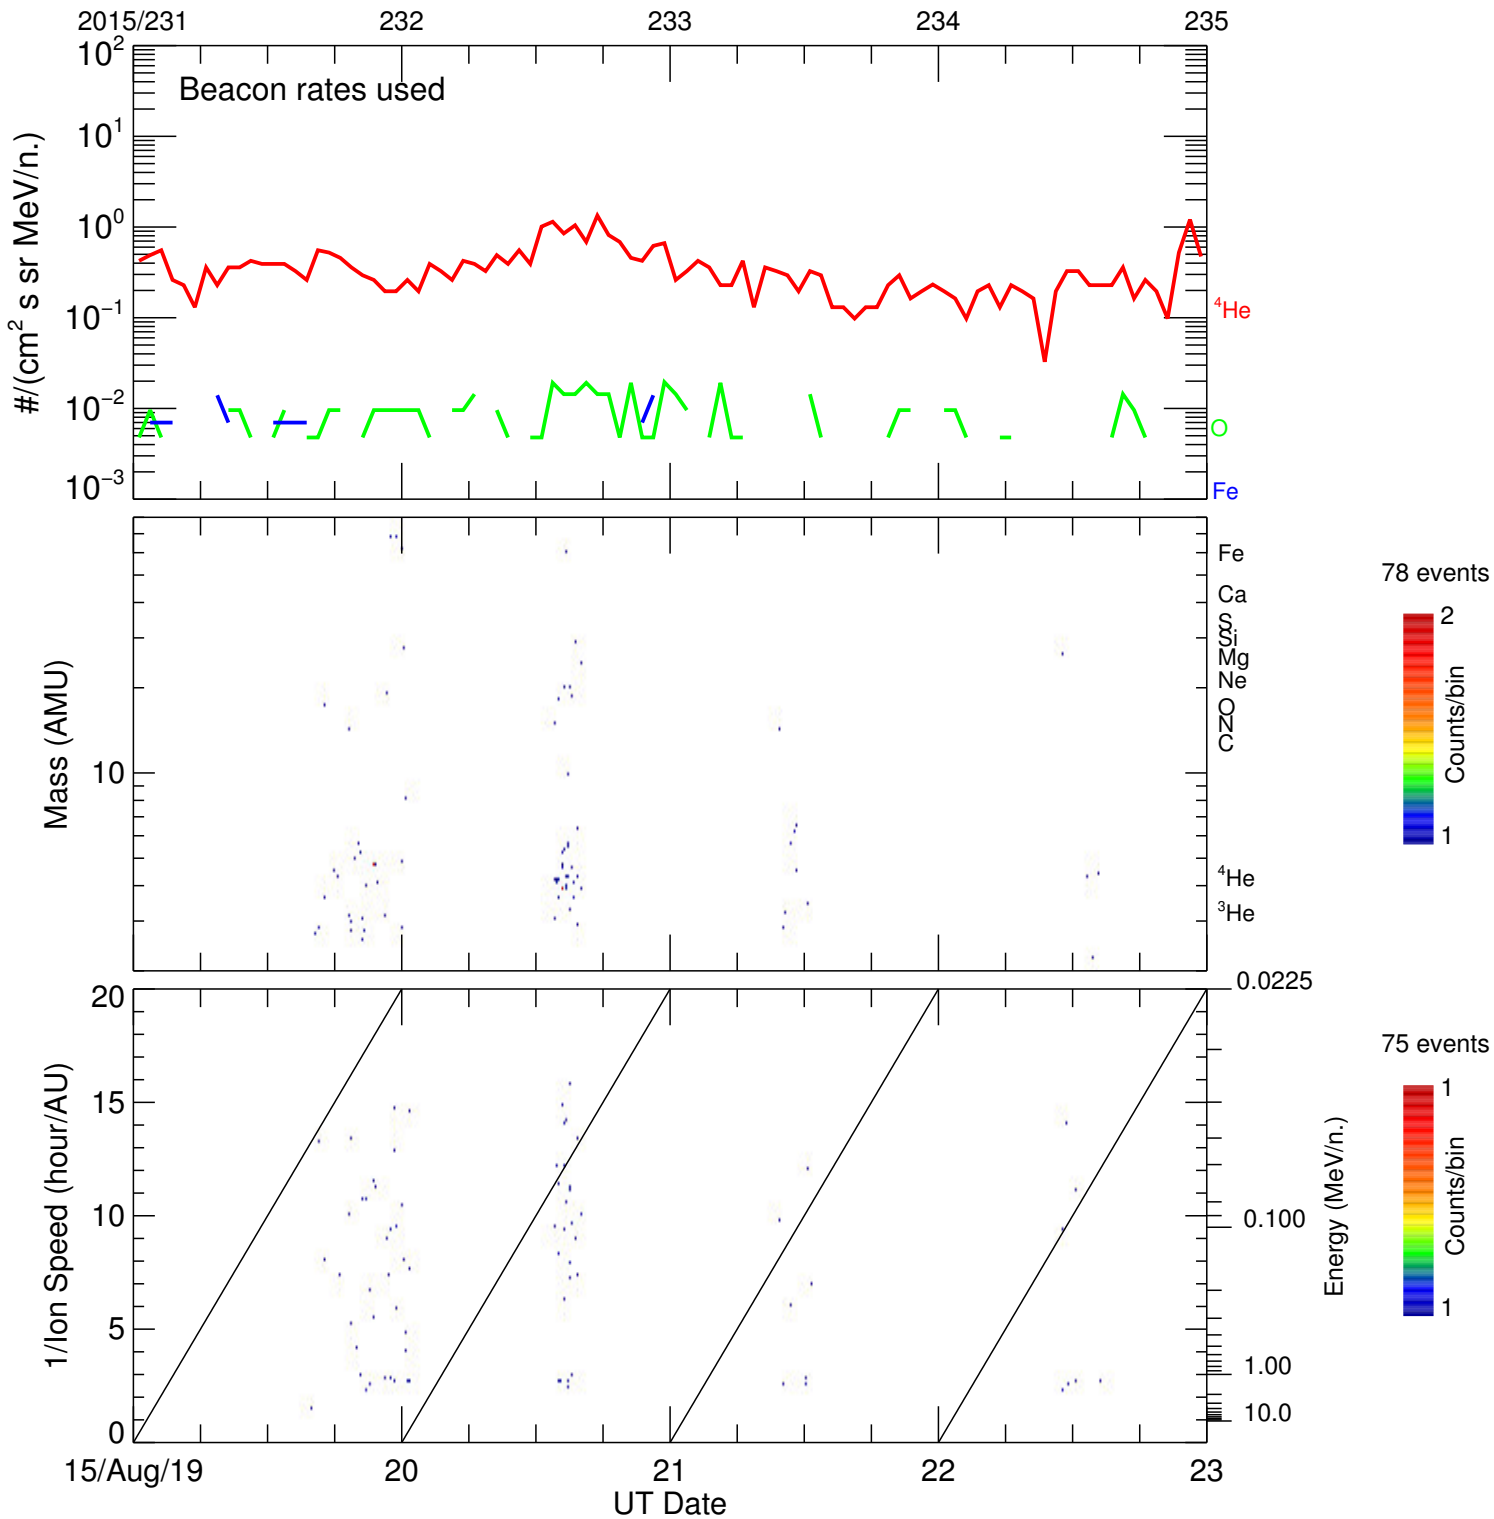 2015/231 232 233 234 235
Beacon rates used
#/(cm² s sr MeV/n.)
10²
10¹
10⁰
10⁻¹
10⁻²
10⁻³
⁴He
O
Fe
Mass (AMU)
10
Fe
Ca
S
Si
Mg
Ne
O
N
C
⁴He
³He
78 events
2
Counts/bin
1
1/Ion Speed (hour/AU)
20
15
10
5
0
0.0225
0.100
1.00
10.0
Energy (MeV/n.)
75 events
1
Counts/bin
1
15/Aug/19 20 21 22 23
UT Date